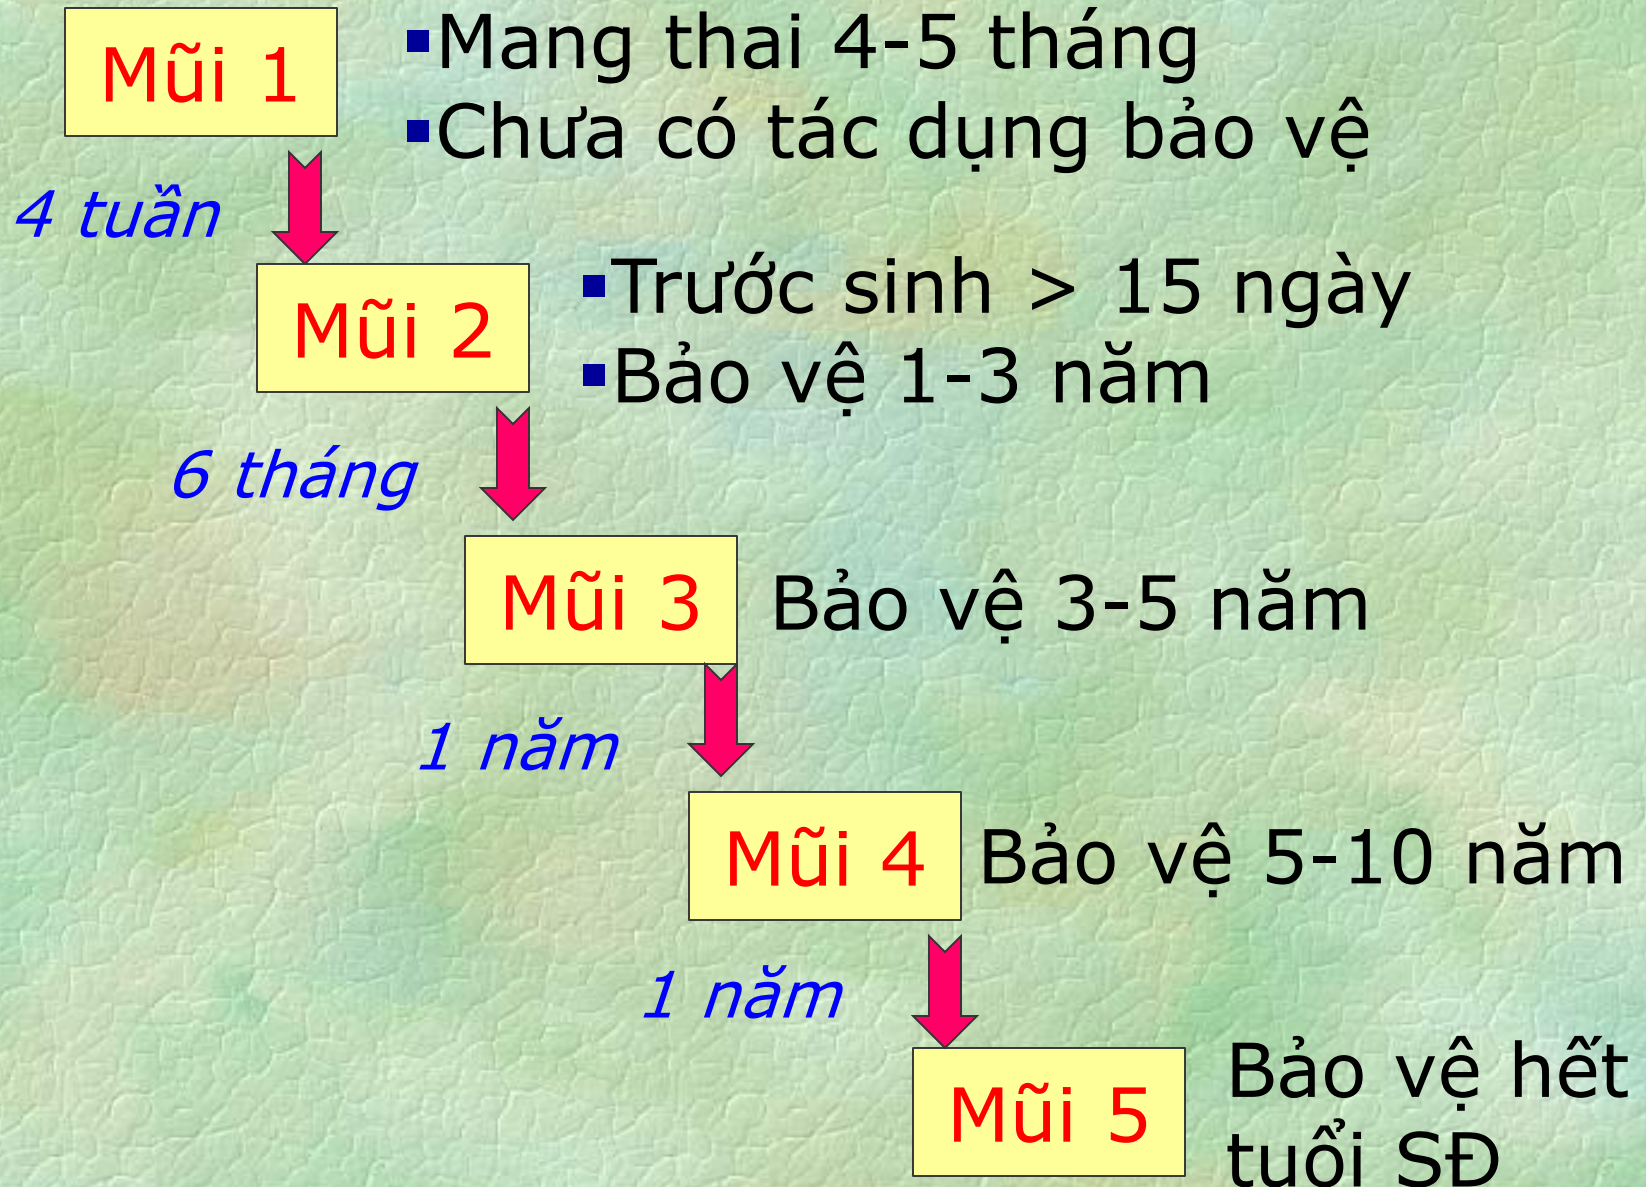 Mũi 1
▪Mang thai 4-5 tháng
▪Chưa có tác dụng bảo vệ
4 tuần
Mũi 2
▪Trước sinh > 15 ngày
▪Bảo vệ 1-3 năm
6 tháng
Mũi 3
Bảo vệ 3-5 năm
1 năm
Mũi 4
Bảo vệ 5-10 năm
1 năm
Mũi 5
Bảo vệ hết
tuổi SĐ